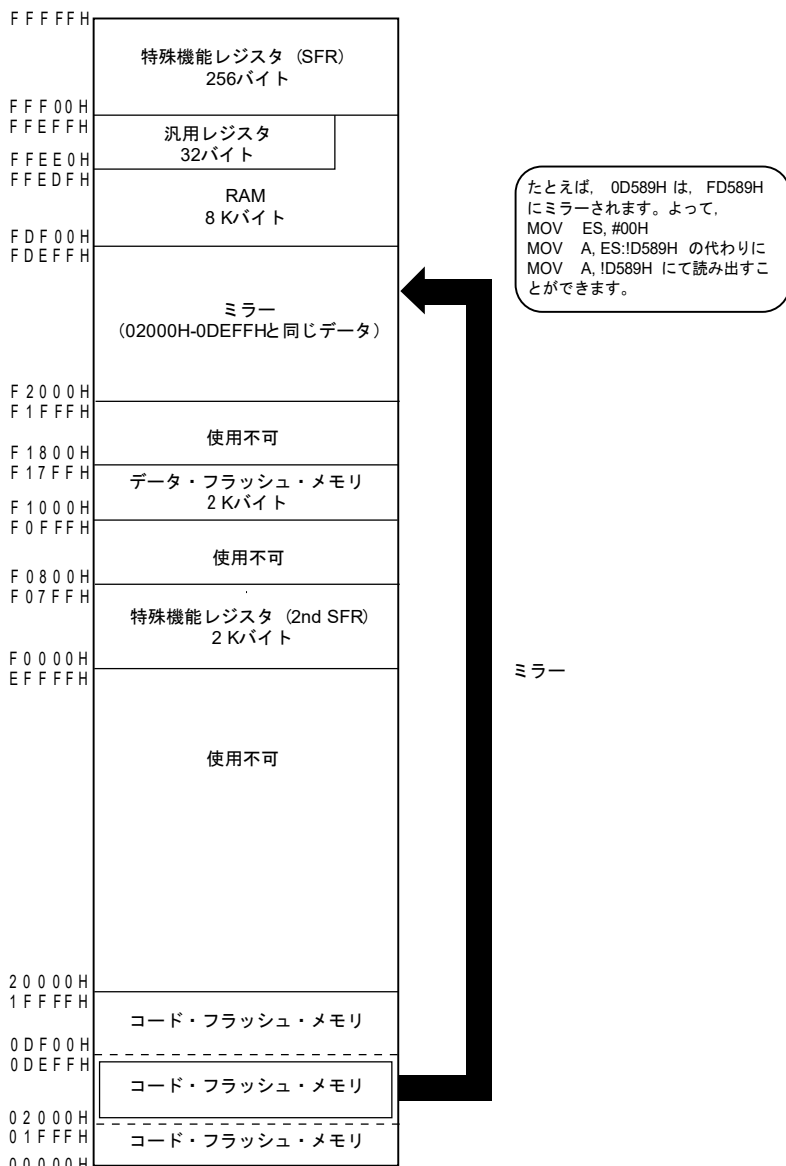 FFFFFH
特殊機能レジスタ (SFR)
256バイト
FFF00H
FFEFFH
汎用レジスタ
32バイト
FFEE0H
FFEDFH
RAM
8 Kバイト
FDF00H
FDEFFH
ミラー
(02000H-0DEFFHと同じデータ)
F2000H
F1FFFH
使用不可
F1800H
F17FFH
データ・フラッシュ・メモリ
2 Kバイト
F1000H
F0FFFH
使用不可
F0800H
F07FFH
特殊機能レジスタ (2nd SFR)
2 Kバイト
F0000H
EFFFFH
使用不可
20000H
1FFFFH
コード・フラッシュ・メモリ
0DF00H
0DEFFH
コード・フラッシュ・メモリ
02000H
01FFFH
コード・フラッシュ・メモリ
00000H
たとえば, 0D589H は, FD589H
にミラーされます。よって,
MOV ES, #00H
MOV A, ES:!D589H の代わりに
MOV A, !D589H にて読み出すこ
とができます。
ミラー